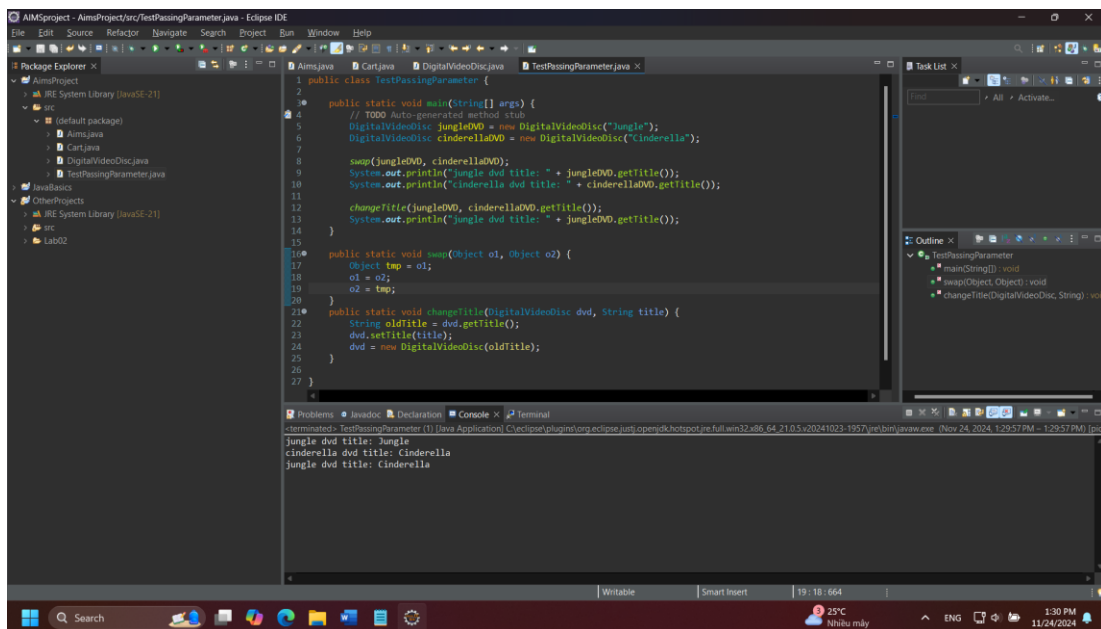 AIMSproject - AimsProject/src/TestPassingParameter.java - Eclipse IDE
File Edit Source Refactor Navigate Search Project Run Window Help
Package Explorer
AimsProject
JRE System Library [JavaSE-21]
src
(default package)
Aims.java
Cart.java
DigitalVideoDisc.java
TestPassingParameter.java
JavaBasics
OtherProjects
JRE System Library [JavaSE-21]
src
Lab02
Aims.java Cart.java DigitalVideoDisc.java TestPassingParameter.java
1 public class TestPassingParameter {
2
3 public static void main(String[] args) {
4 // TODO Auto-generated method stub
5 DigitalVideoDisc jungleDVD = new DigitalVideoDisc("Jungle");
6 DigitalVideoDisc cinderellaDVD = new DigitalVideoDisc("Cinderella");
7
8 swap(jungleDVD, cinderellaDVD);
9 System.out.println("jungle dvd title: " + jungleDVD.getTitle());
10 System.out.println("cinderella dvd title: " + cinderellaDVD.getTitle());
11
12 changeTitle(jungleDVD, cinderellaDVD.getTitle());
13 System.out.println("jungle dvd title: " + jungleDVD.getTitle());
14 }
15
16 public static void swap(Object o1, Object o2) {
17 Object tmp = o1;
18 o1 = o2;
19 o2 = tmp;
20 }
21 public static void changeTitle(DigitalVideoDisc dvd, String title) {
22 String oldTitle = dvd.getTitle();
23 dvd.setTitle(title);
24 dvd = new DigitalVideoDisc(oldTitle);
25 }
26
27 }
Task List
Find All Activate...
Outline
TestPassingParameter
main(String[]) : void
swap(Object, Object) : void
changeTitle(DigitalVideoDisc, String) : vo
Problems Javadoc Declaration Console Terminal
<terminated> TestPassingParameter (1) [Java Application] C:\eclipse\plugins\org.eclipse.justj.openjdk.hotspot.jre.full.win32.x86_64_21.0.5.v20241023-1957\jre\bin\javaw.exe (Nov 24, 2024, 1:29:57 PM – 1:29:57 PM) [pi
jungle dvd title: Jungle
cinderella dvd title: Cinderella
jungle dvd title: Cinderella
Writable Smart Insert 19 : 18 : 664
Search
3
25°C
Nhiều mây
ENG
1:30 PM
11/24/2024